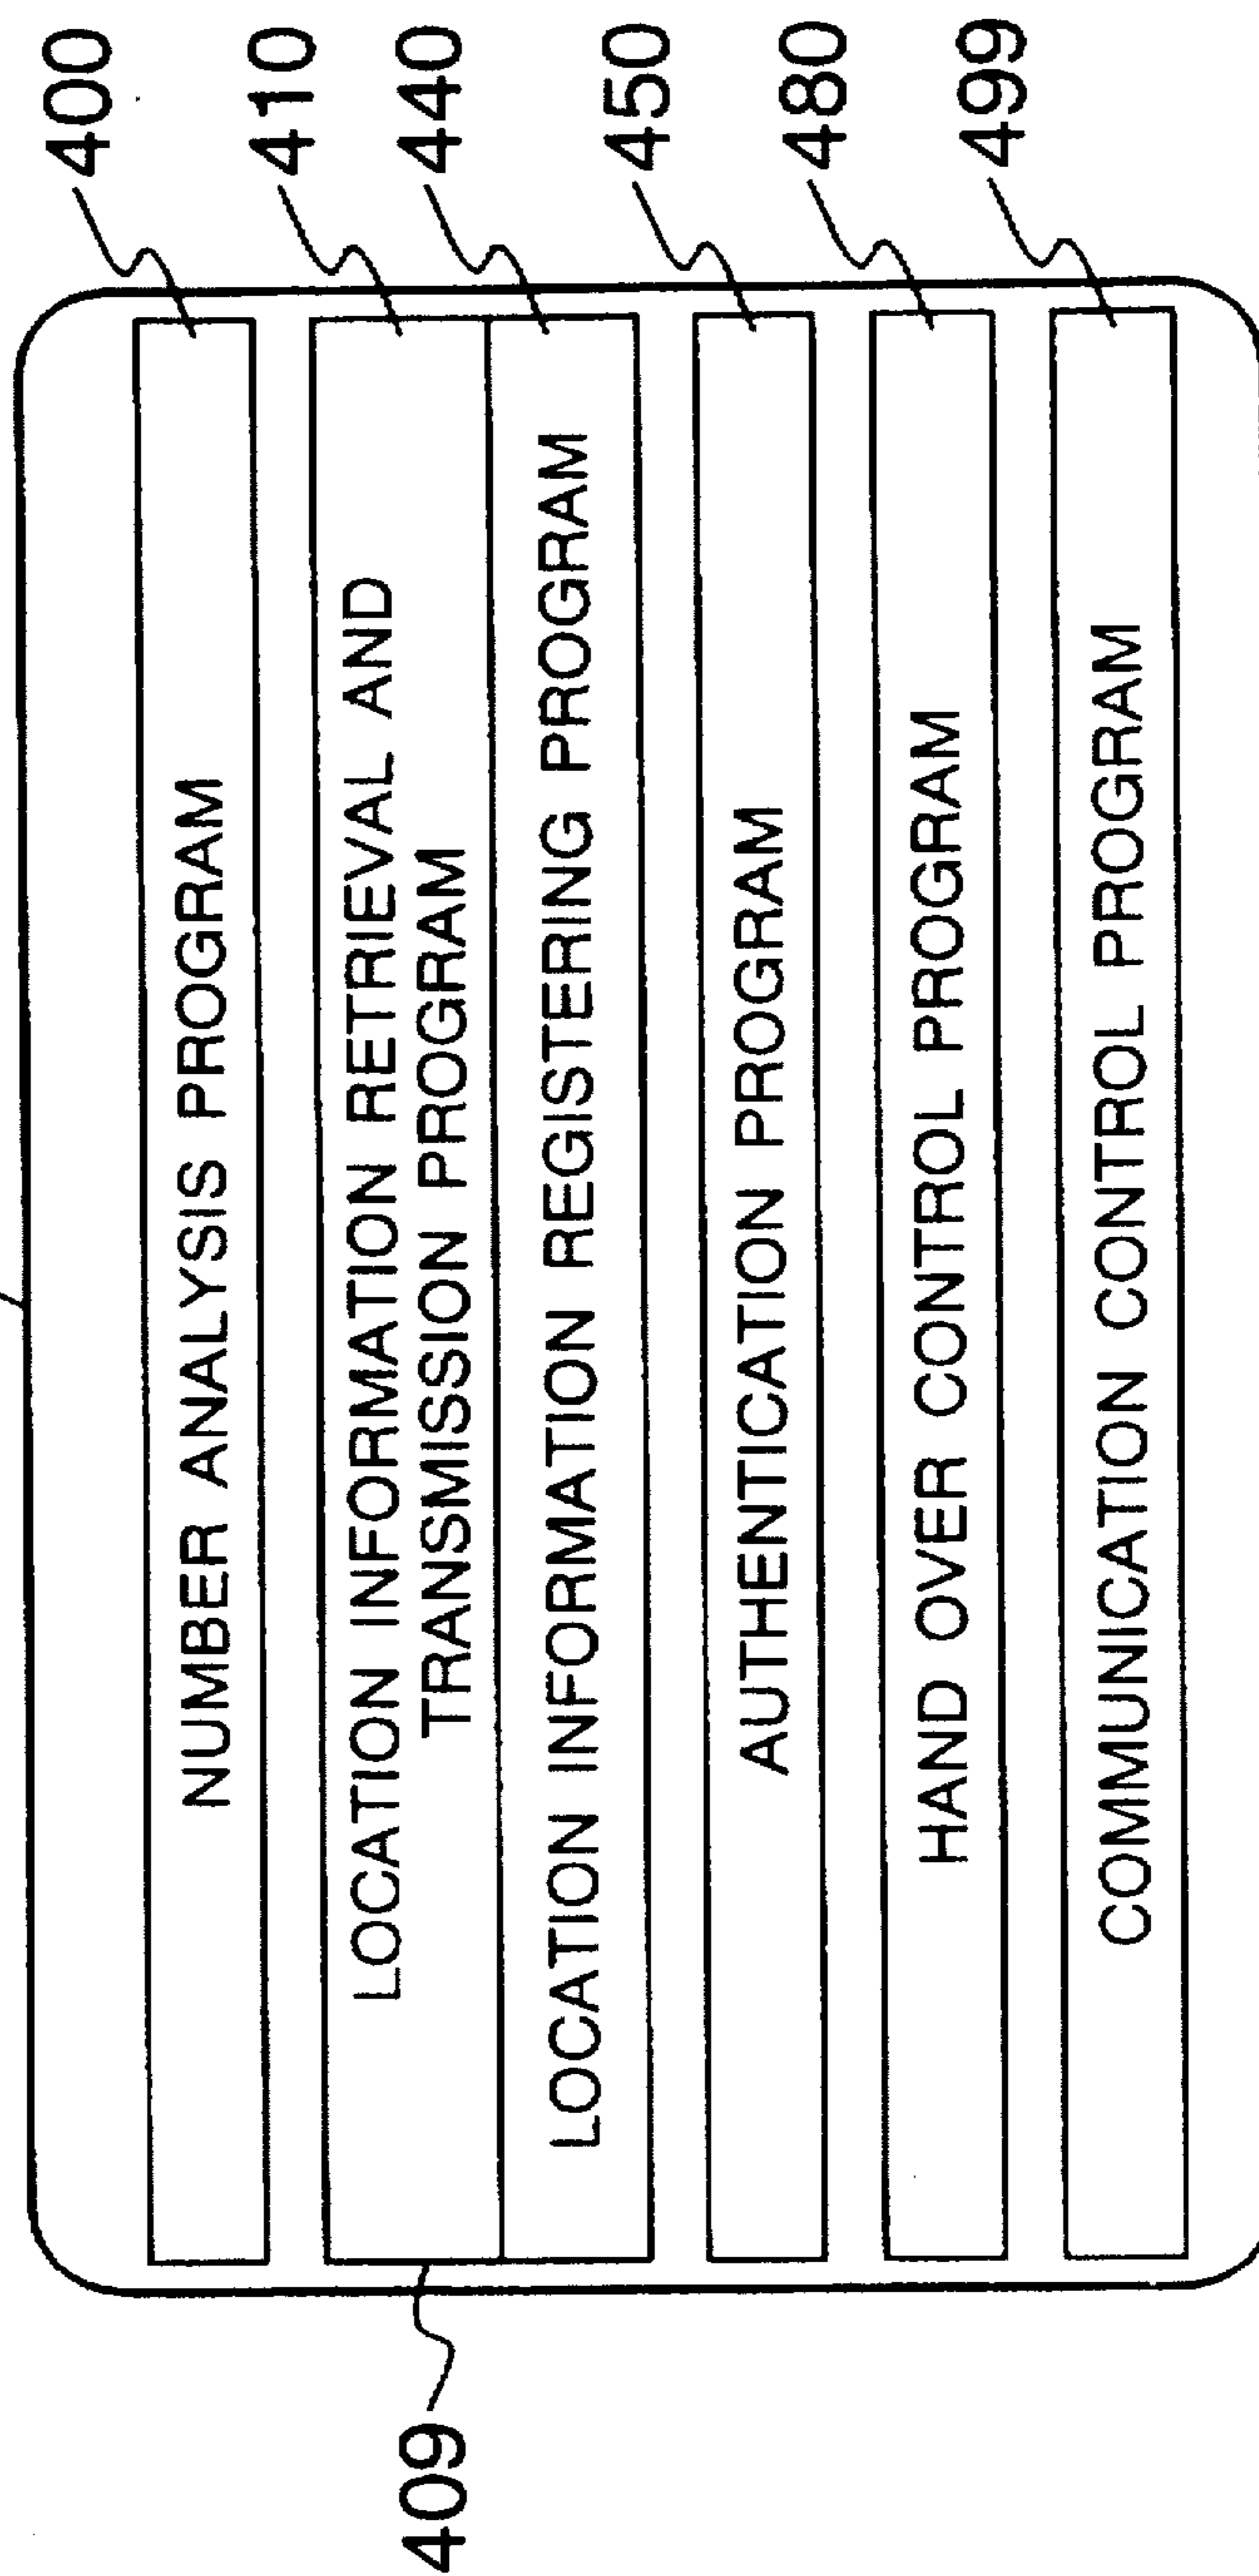 NUMBER ANALYSIS PROGRAM
400
LOCATION INFORMATION RETRIEVAL AND
TRANSMISSION PROGRAM
410
409
LOCATION INFORMATION REGISTERING PROGRAM
440
AUTHENTICATION PROGRAM
450
HAND OVER CONTROL PROGRAM
480
COMMUNICATION CONTROL PROGRAM
499